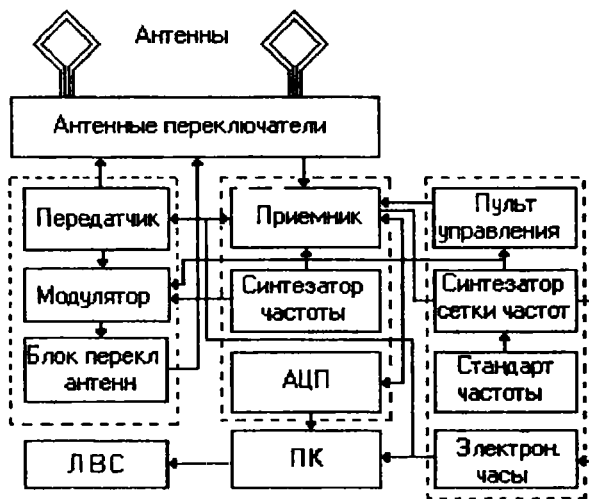 Антенны
Антенные переключатели
Передатчик
Приемник
Пульт
управления
Модулятор
Синтезатор
частоты
Синтезатор
сетки частот
Блок перекл
антенн
АЦП
Стандарт
частоты
ЛВС
ПК
Электрон.
часы